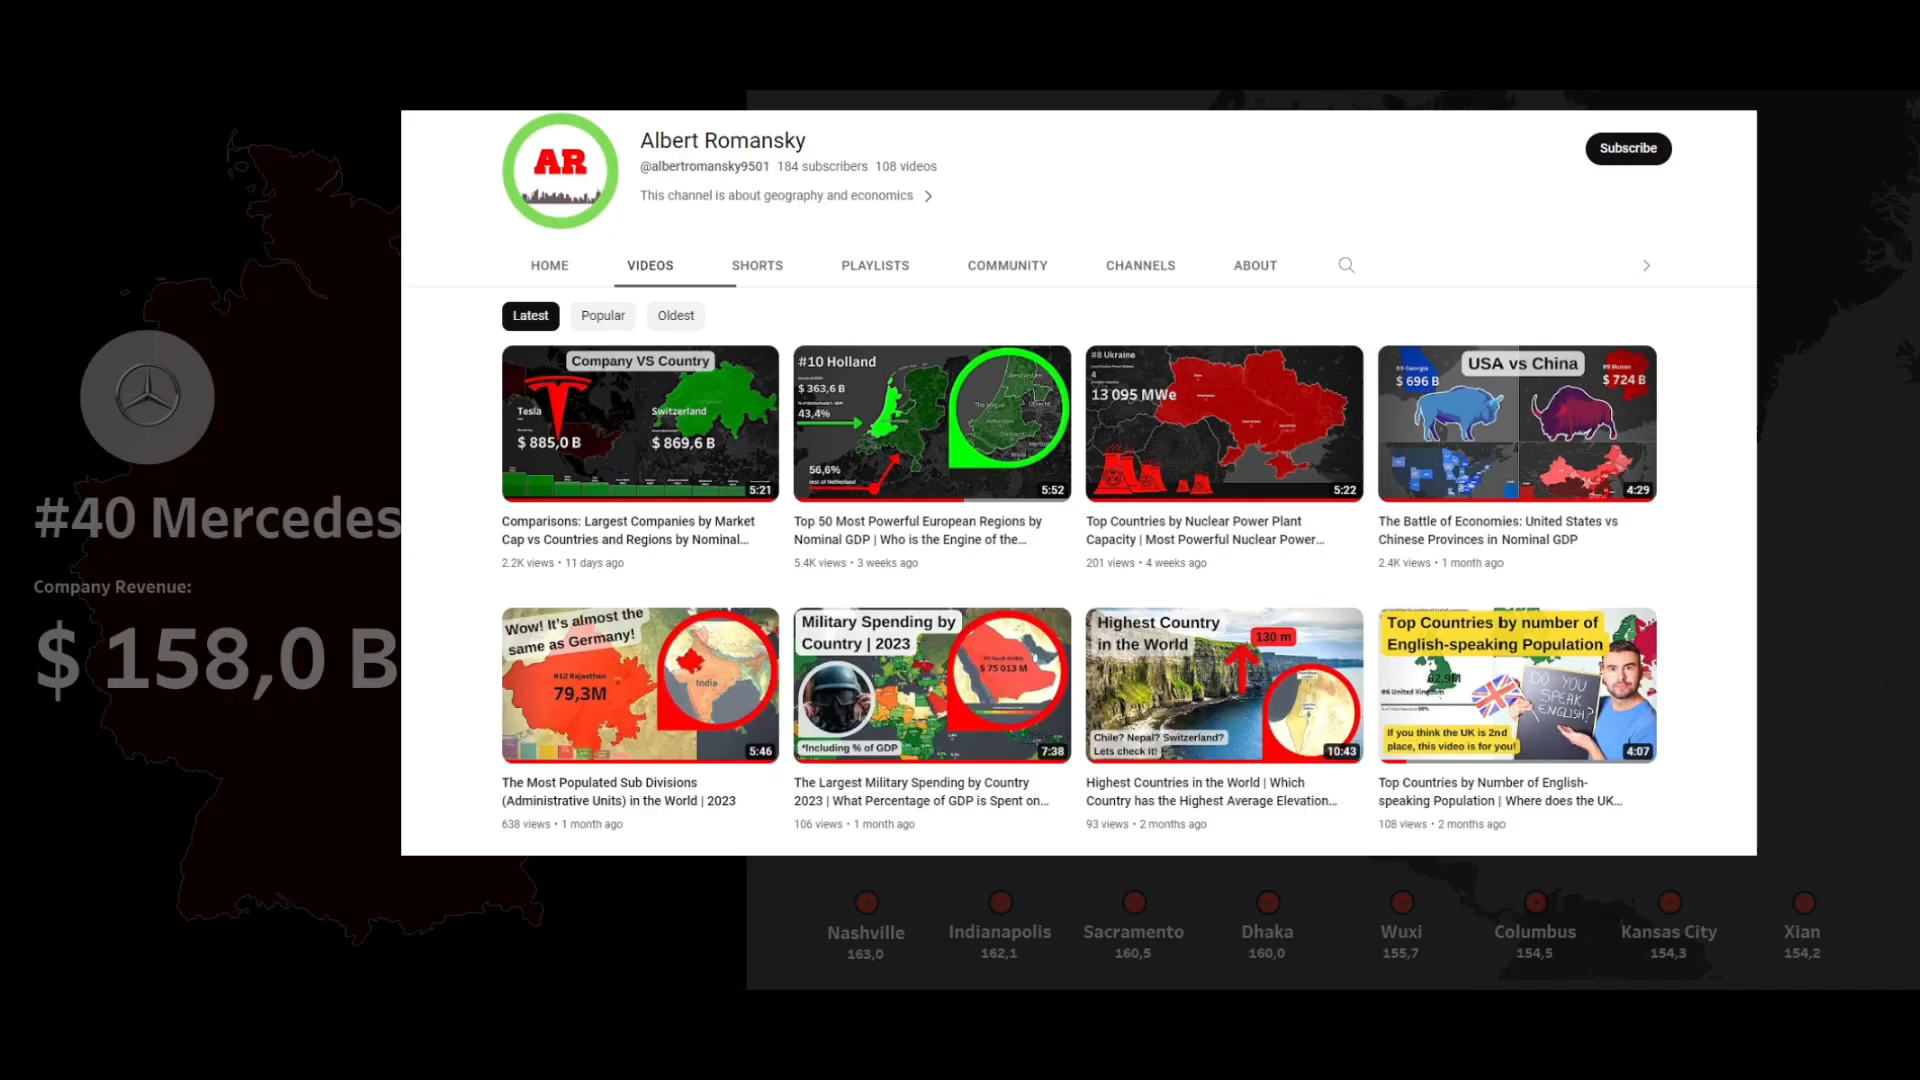 AR
Albert Romansky
@albertromansky9501 184 subscribers 108 videos
This channel is about geography and economics
Subscribe
HOME VIDEOS SHORTS PLAYLISTS COMMUNITY CHANNELS ABOUT
Latest Popular Oldest
Company VS Country
Tesla
$ 885,0 B
Switzerland
$ 869,6 B
5:21
#10 Holland
$ 363,6 B
43,4%
56,6%
rest of Netherland
5:52
#8 Ukraine
4
13 095 MWe
5:22
USA vs China
#9 Georgia
$ 696 B
#9 Hunan
$ 724 B
4:29
Comparisons: Largest Companies by Market
Cap vs Countries and Regions by Nominal...
2.2K views • 11 days ago
Top 50 Most Powerful European Regions by
Nominal GDP | Who is the Engine of the...
5.4K views • 3 weeks ago
Top Countries by Nuclear Power Plant
Capacity | Most Powerful Nuclear Power...
201 views • 4 weeks ago
The Battle of Economies: United States vs
Chinese Provinces in Nominal GDP
2.4K views • 1 month ago
Wow! It's almost the
same as Germany!
#12 Rajasthan
79,3M
India
5:46
Military Spending by
Country | 2023
$ 75 013 M
*Including % of GDP
7:38
Highest Country
in the World
130 m
Chile? Nepal? Switzerland?
Lets check it!
10:43
Top Countries by number of
English-speaking Population
62,9M
#6 United Kingdom
DO YOU
SPEAK
ENGLISH?
If you think the UK is 2nd
place, this video is for you!
4:07
The Most Populated Sub Divisions
(Administrative Units) in the World | 2023
638 views • 1 month ago
The Largest Military Spending by Country
2023 | What Percentage of GDP is Spent on...
106 views • 1 month ago
Highest Countries in the World | Which
Country has the Highest Average Elevation...
93 views • 2 months ago
Top Countries by Number of English-
speaking Population | Where does the UK...
108 views • 2 months ago
#40 Mercedes
Company Revenue:
$ 158,0 B
Nashville
163,0
Indianapolis
162,1
Sacramento
160,5
Dhaka
160,0
Wuxi
155,7
Columbus
154,5
Kansas City
154,3
Xian
154,2